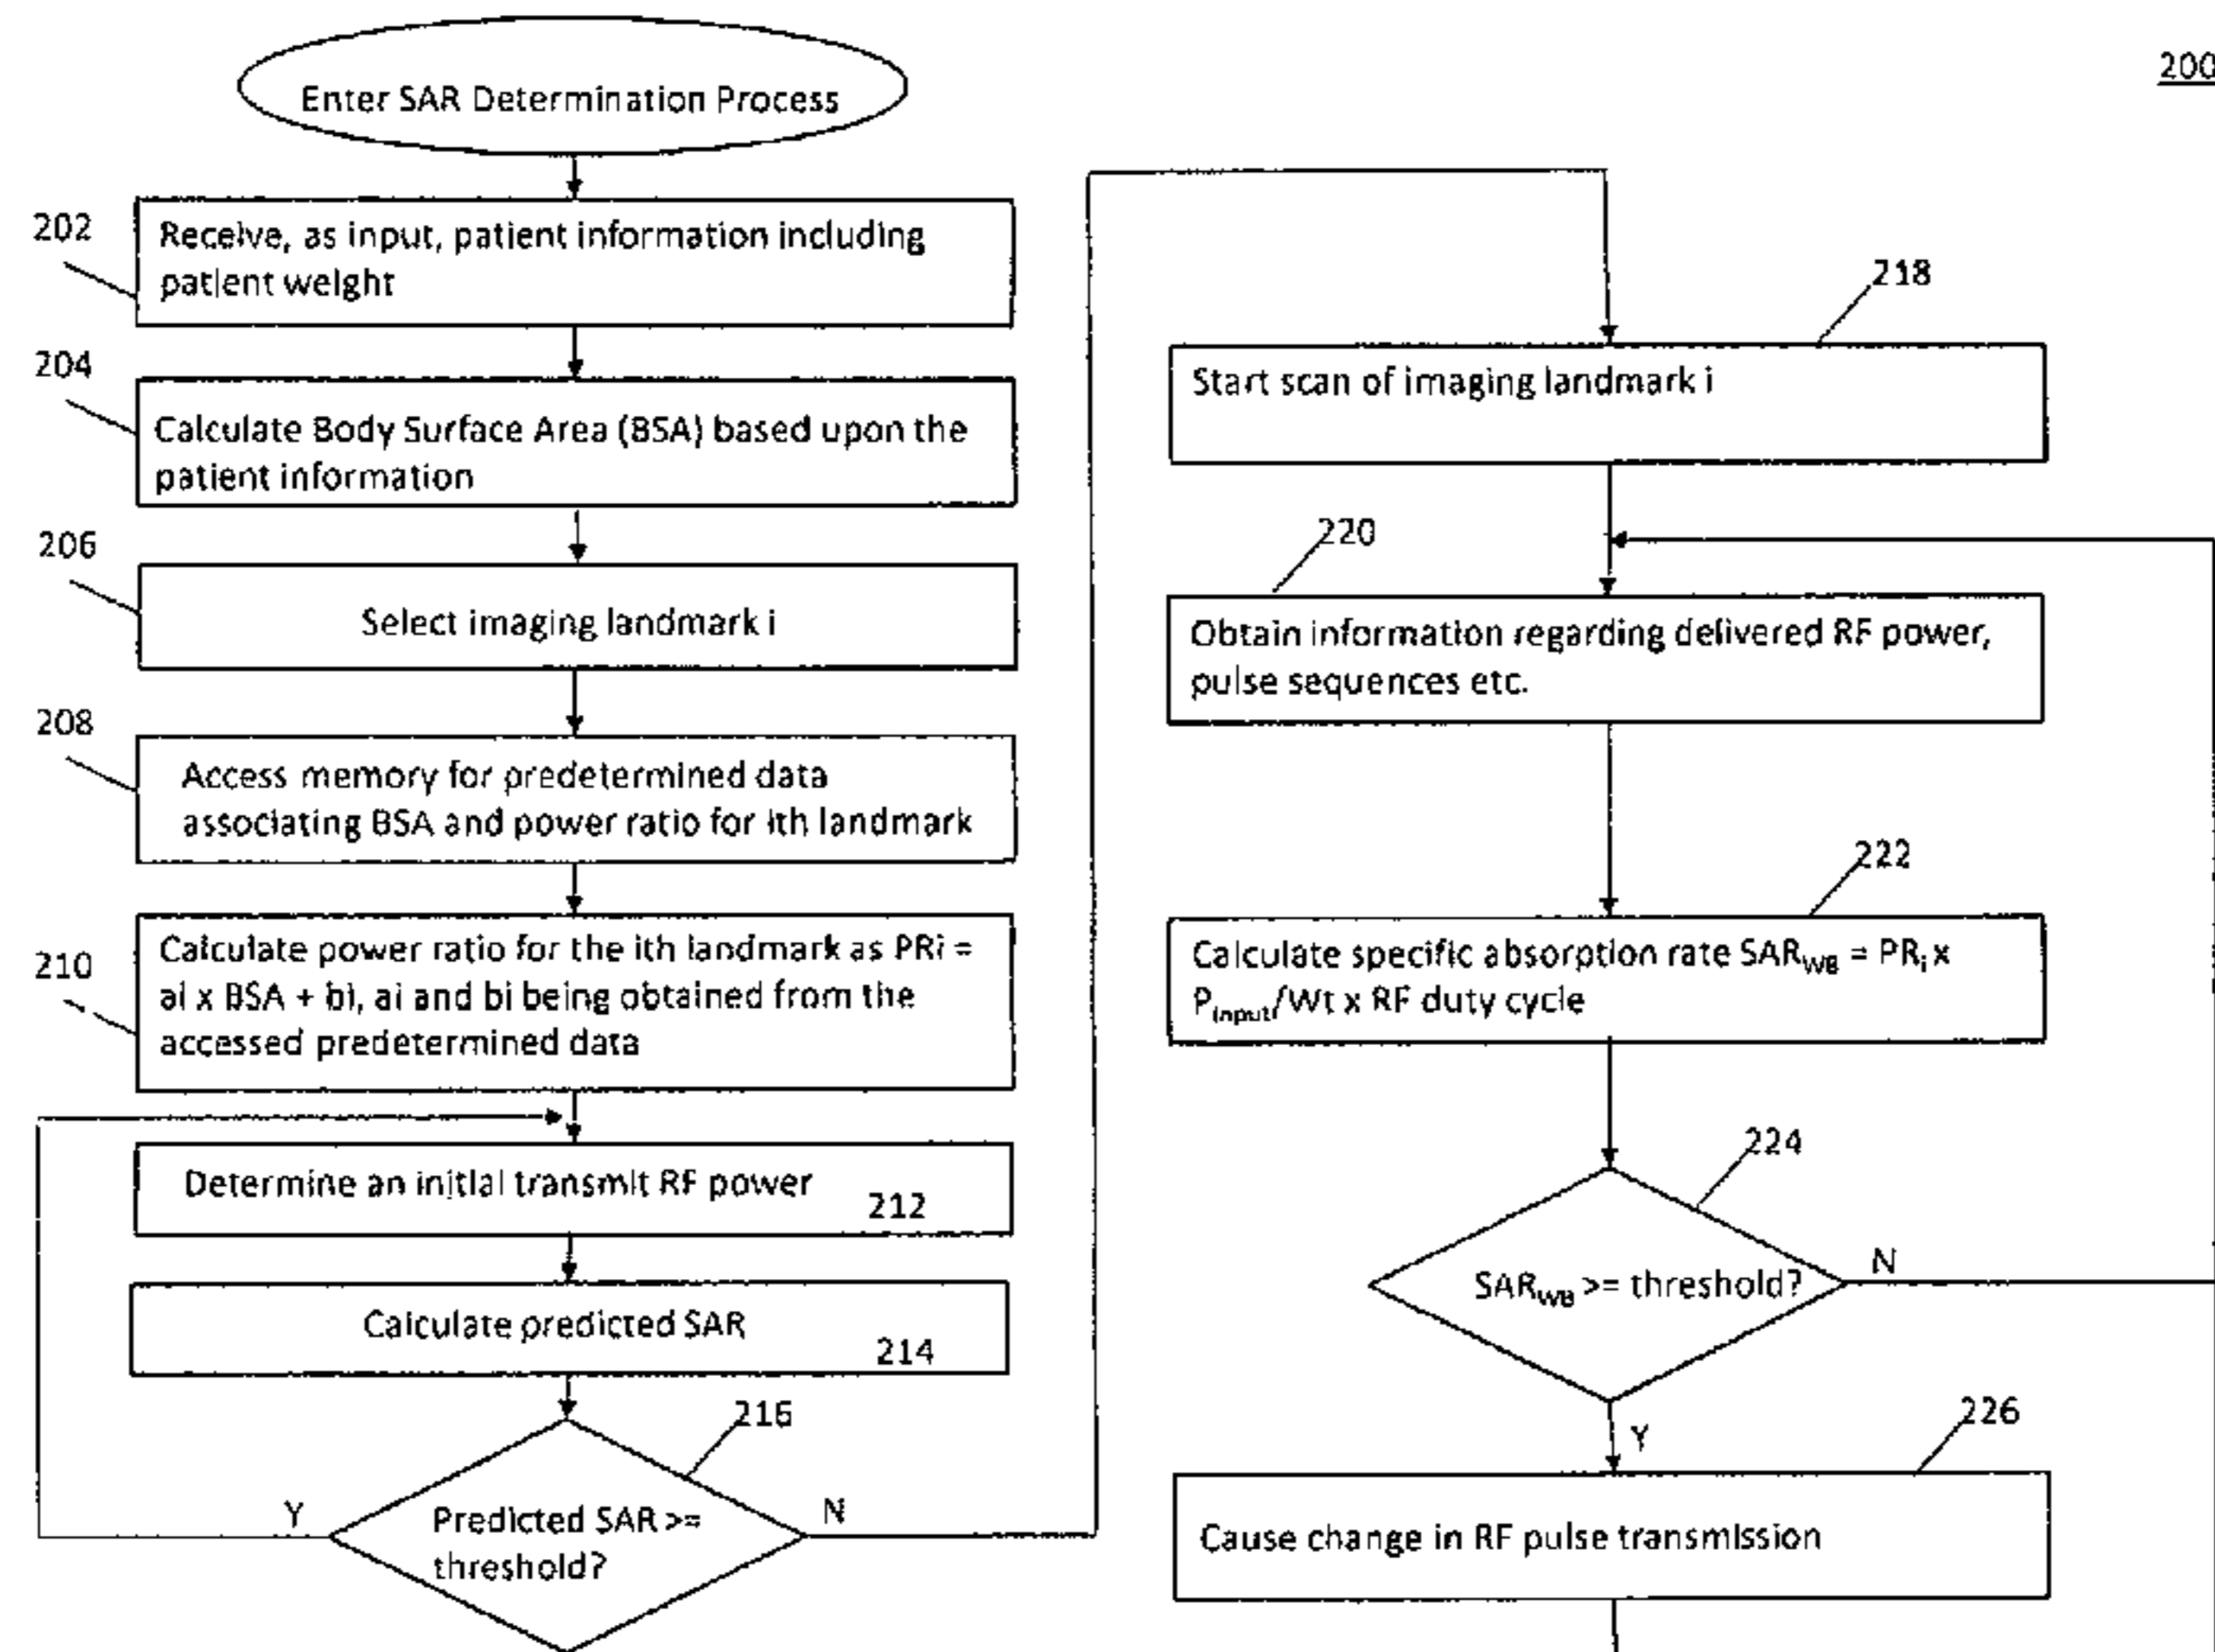 200
Enter SAR Determination Process
202
Receive, as input, patient information including
patient weight
204
Calculate Body Surface Area (BSA) based upon the
patient information
206
Select imaging landmark i
208
Access memory for predetermined data
associating BSA and power ratio for ith landmark
210
Calculate power ratio for the ith landmark as PRi =
ai x BSA + bi, ai and bi being obtained from the
accessed predetermined data
Determine an initial transmit RF power
212
Calculate predicted SAR
214
216
Predicted SAR >=
threshold?
Y
N
218
Start scan of imaging landmark i
220
Obtain information regarding delivered RF power,
pulse sequences etc.
222
Calculate specific absorption rate SAR_WB = PR_i x
P_input/Wt x RF duty cycle
224
SAR_WB >= threshold?
N
Y
226
Cause change in RF pulse transmission